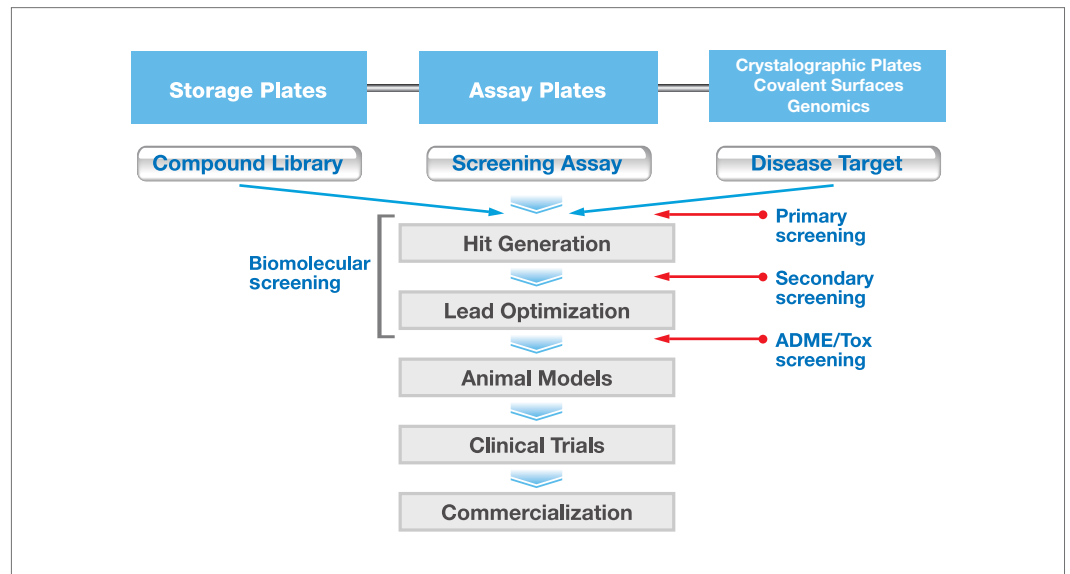 Storage Plates
Assay Plates
Crystalographic Plates
Covalent Surfaces
Genomics
Compound Library
Screening Assay
Disease Target
Primary
screening
Hit Generation
Biomolecular
screening
Secondary
screening
Lead Optimization
ADME/Tox
screening
Animal Models
Clinical Trials
Commercialization